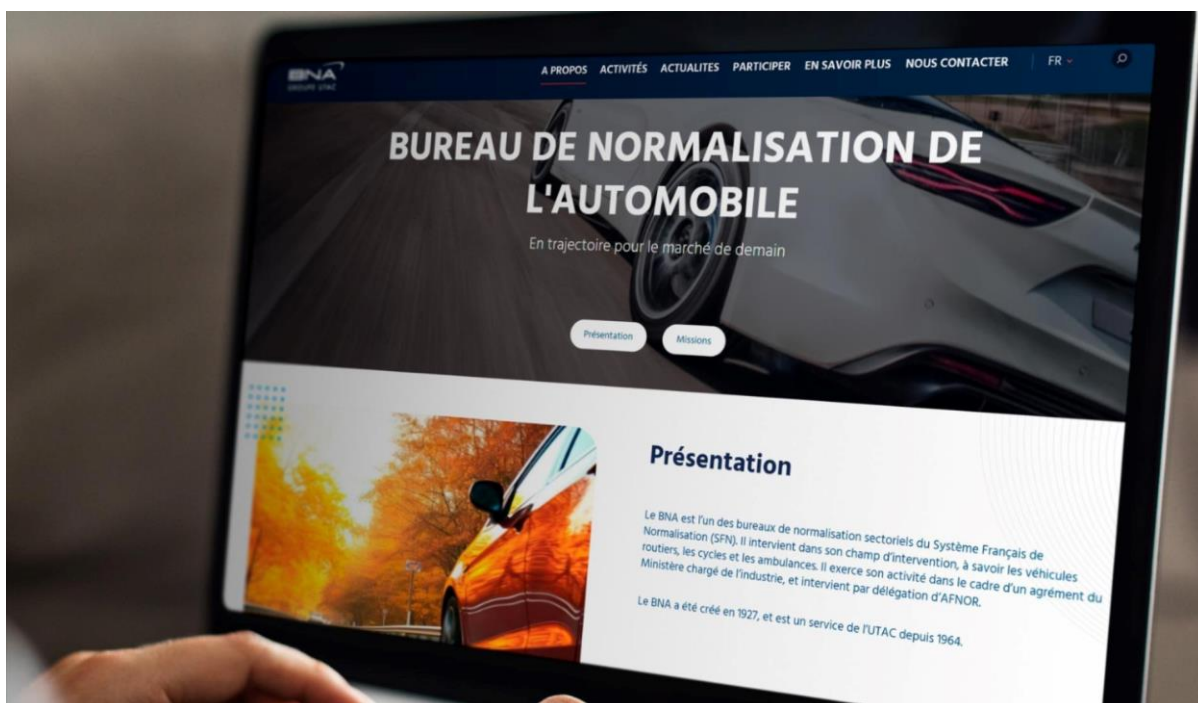 BNA
GROUPE UTAC
A PROPOS ACTIVITÉS ACTUALITES PARTICIPER EN SAVOIR PLUS NOUS CONTACTER FR
BUREAU DE NORMALISATION DE
L'AUTOMOBILE
En trajectoire pour le marché de demain
Présentation Missions
Présentation
Le BNA est l'un des bureaux de normalisation sectoriels du Système Français de
Normalisation (SFN). Il intervient dans son champ d'intervention, à savoir les véhicules
routiers, les cycles et les ambulances. Il exerce son activité dans le cadre d'un agrément du
Ministère chargé de l'industrie, et intervient par délégation d'AFNOR.
Le BNA a été créé en 1927, et est un service de l'UTAC depuis 1964.